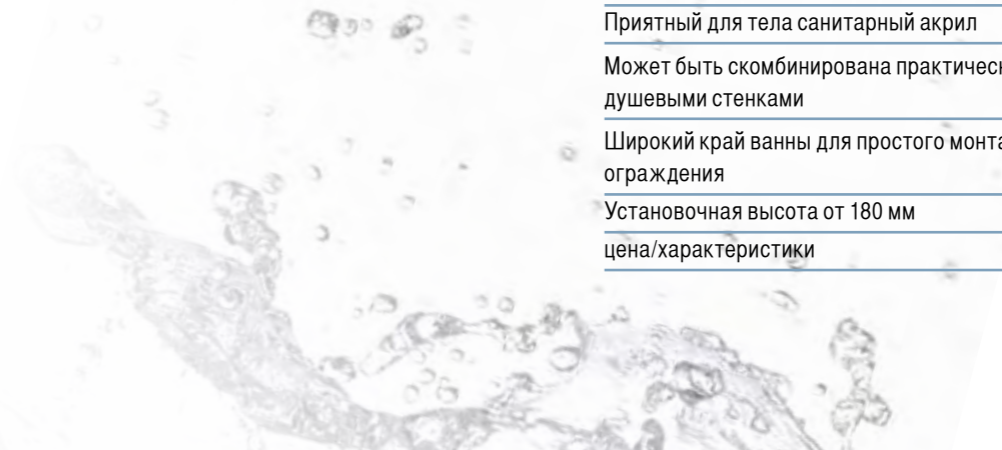 Приятный для тела санитарный акрил
Может быть скомбинирована
душевыми стенками
Широкий край ванны для простого
ограждения
Установочная высота от 180 мм
цена/характеристики